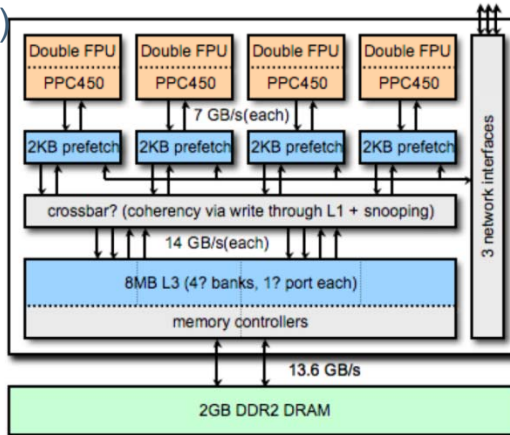 )
Double FPU Double FPU Double FPU Double FPU
PPC450 PPC450 PPC450 PPC450
7 GB/s(each)
2KB prefetch 2KB prefetch 2KB prefetch 2KB prefetch
crossbar? (coherency via write through L1 + snooping)
14 GB/s(each)
8MB L3 (4? banks, 1? port each)
memory controllers
3 network interfaces
13.6 GB/s
2GB DDR2 DRAM